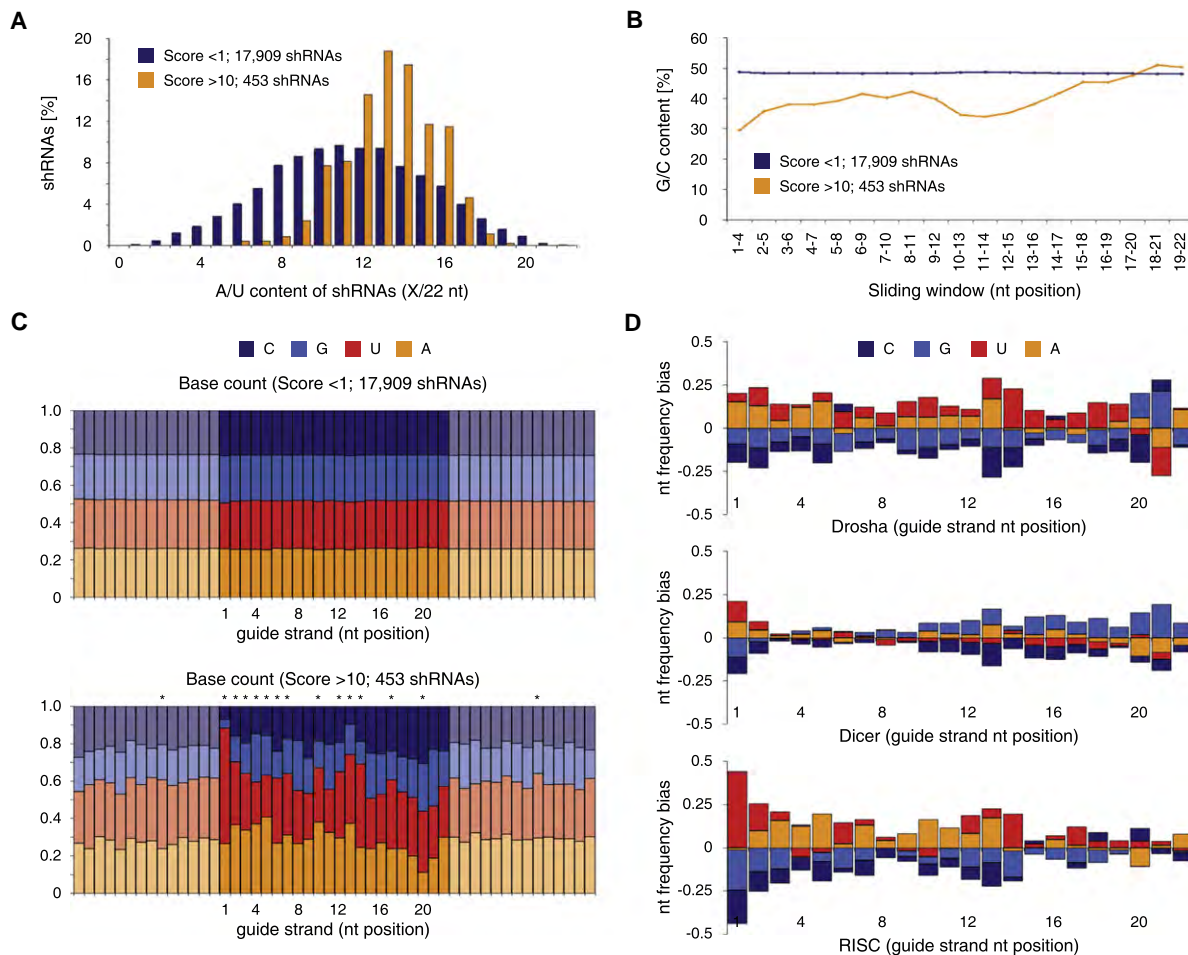 A
20
16
12
8
4
0
shRNAs [%]
Score <1; 17,909 shRNAs
Score >10; 453 shRNAs
0 4 8 12 16 20
A/U content of shRNAs (X/22 nt)
B
60
50
40
30
20
10
0
G/C content [%]
Score <1; 17,909 shRNAs
Score >10; 453 shRNAs
1-4 2-5 3-6 4-7 5-8 6-9 7-10 8-11 9-12 10-13 11-14 12-15 13-16 14-17 15-18 16-19 17-20 18-21 19-22
Sliding window (nt position)
C
C G U A
Base count (Score <1; 17,909 shRNAs)
1.0
0.8
0.6
0.4
0.2
0
1 4 8 12 16 20
guide strand (nt position)
Base count (Score >10; 453 shRNAs)
* * * * * * * * * * * * * * *
1.0
0.8
0.6
0.4
0.2
0
1 4 8 12 16 20
guide strand (nt position)
D
C G U A
0.5
0.25
0
-0.25
-0.5
nt frequency bias
1 4 8 12 16 20
Drosha (guide strand nt position)
0.5
0.25
0
-0.25
-0.5
nt frequency bias
1 4 8 12 16 20
Dicer (guide strand nt position)
0.5
0.25
0
-0.25
-0.5
nt frequency bias
1 4 8 12 16 20
RISC (guide strand nt position)